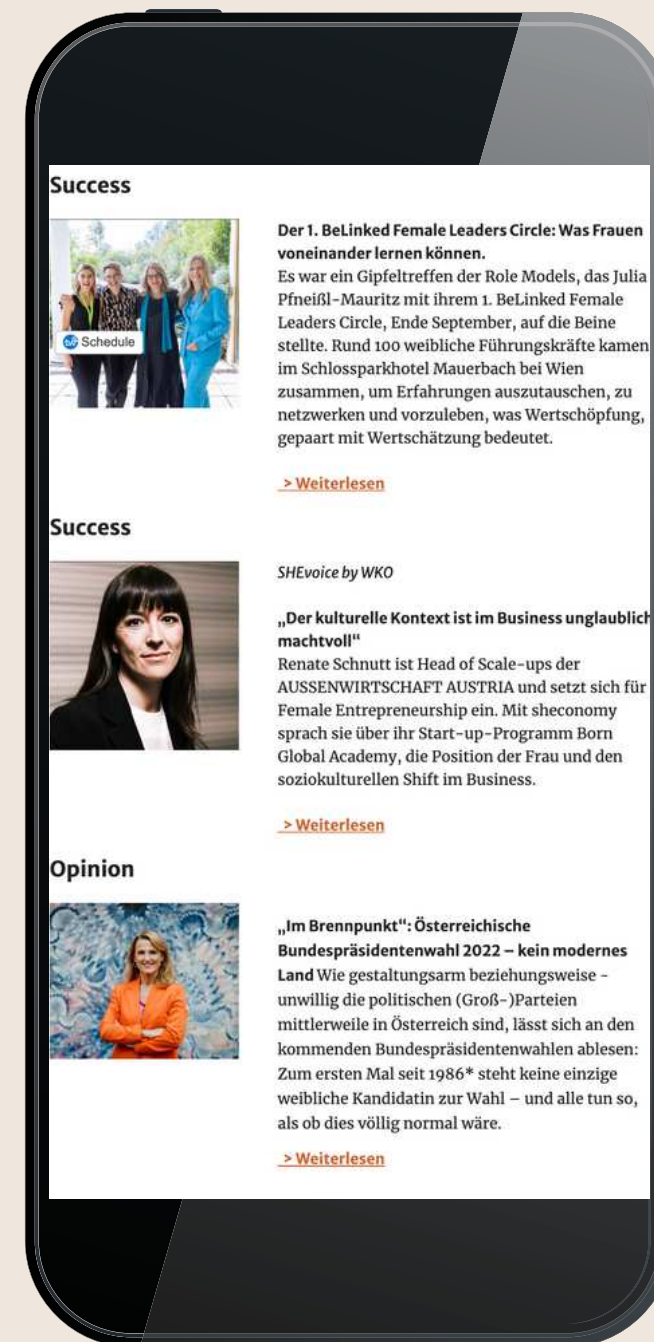 Success
Der 1. BeLinked Female Leaders Circle: Was Frauen
voneinander lernen können.
Es war ein Gipfeltreffen der Role Models, das Julia
Pfneißl-Mauritz mit ihrem 1. BeLinked Female
Leaders Circle, Ende September, auf die Beine
stellte. Rund 100 weibliche Führungskräfte kamen
im Schlossparkhotel Mauerbach bei Wien
zusammen, um Erfahrungen auszutauschen, zu
netzwerken und vorzuleben, was Wertschöpfung,
gepaart mit Wertschätzung bedeutet.
Schedule
> Weiterlesen
Success
SHEvoice by WKO
„Der kulturelle Kontext ist im Business unglaublich
machtvoll“
Renate Schnutt ist Head of Scale-ups der
AUSSENWIRTSCHAFT AUSTRIA und setzt sich für
Female Entrepreneurship ein. Mit sheconomy
sprach sie über ihr Start-up-Programm Born
Global Academy, die Position der Frau und den
soziokulturellen Shift im Business.
> Weiterlesen
Opinion
„Im Brennpunkt“: Österreichische
Bundespräsidentenwahl 2022 – kein modernes
Land Wie gestaltungsarm beziehungsweise -
unwillig die politischen (Groß-)Parteien
mittlerweile in Österreich sind, lässt sich an den
kommenden Bundespräsidentenwahlen ablesen:
Zum ersten Mal seit 1986* steht keine einzige
weibliche Kandidatin zur Wahl – und alle tun so,
als ob dies völlig normal wäre.
> Weiterlesen